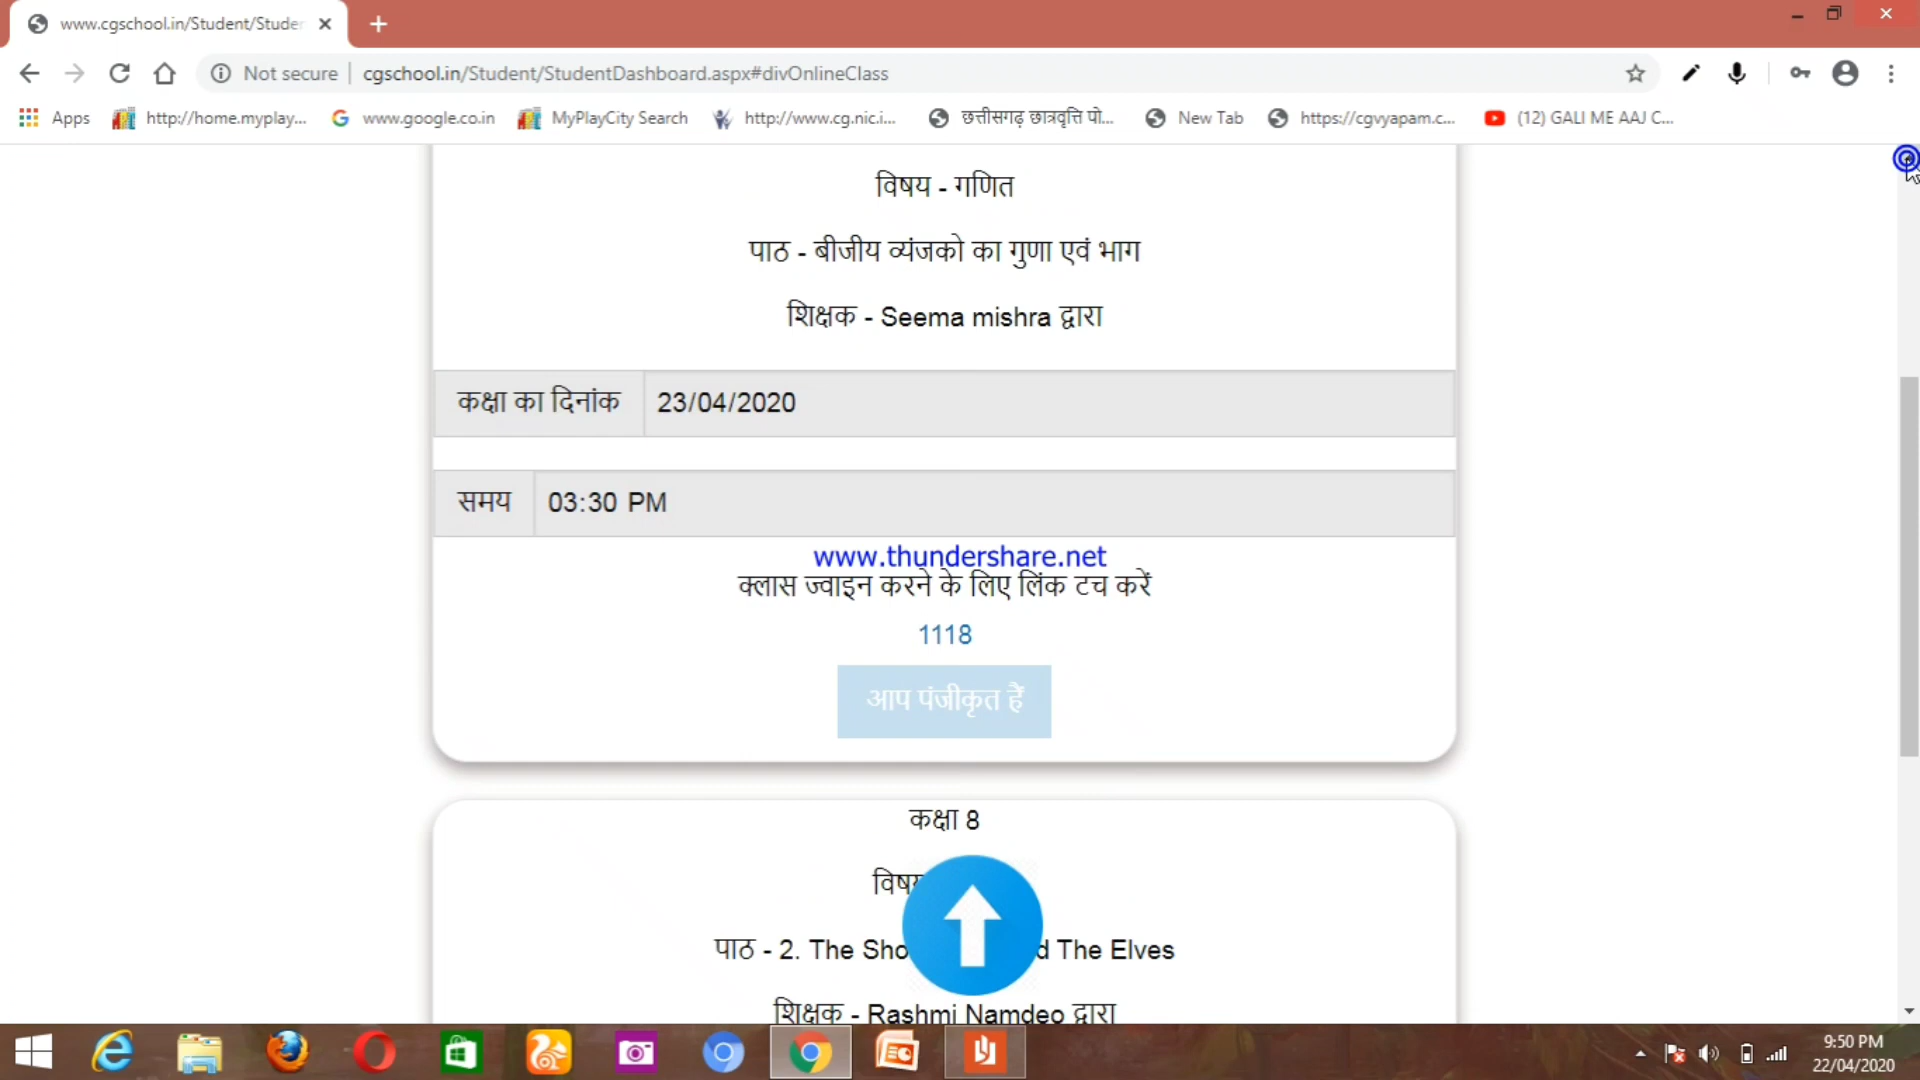 www.cgschool.in/Student/Studer
Not secure
cgschool.in/Student/StudentDashboard.aspx#divOnlineClass
Apps
http://home.myplay...
www.google.co.in
MyPlayCity Search
http://www.cg.nic.i...
छत्तीसगढ़ छात्रवृत्ति पो...
New Tab
https://cgvyapam.c...
(12) GALI ME AAJ C...
विषय - गणित
पाठ - बीजीय व्यंजको का गुणा एवं भाग
शिक्षक - Seema mishra द्वारा
कक्षा का दिनांक 23/04/2020
समय 03:30 PM
www.thundershare.net
क्लास ज्वाइन करने के लिए लिंक टच करें
1118
आप पंजीकृत हैं
कक्षा 8
पाठ - 2. The Sho
d The Elves
शिक्षक - Rashmi Namdeo द्वारा
9:50 PM
22/04/2020